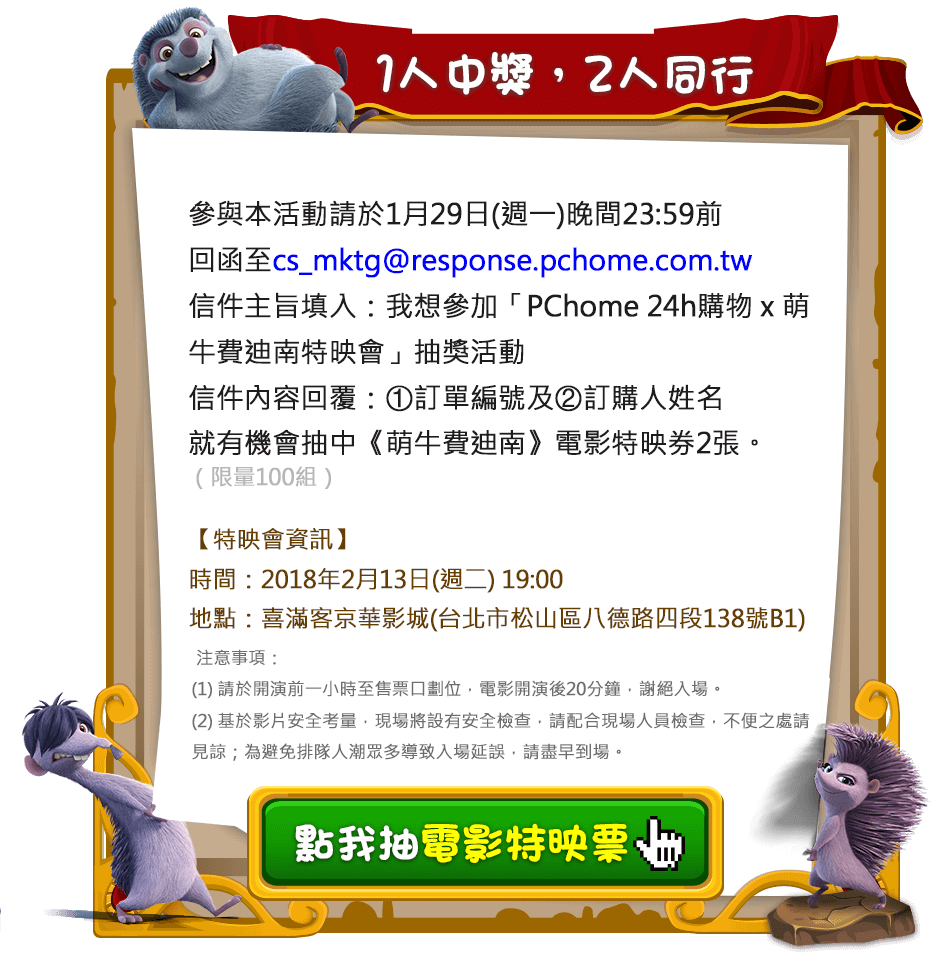 1人中獎，2人同行
參與本活動請於1月29日(週一)晚間23:59前
回函至cs_mktg@response.pchome.com.tw
信件主旨填入：我想參加「PChome 24h購物 x 萌
牛費迪南特映會」抽獎活動
信件內容回覆：①訂單編號及②訂購人姓名
就有機會抽中《萌牛費迪南》電影特映券2張。
（限量100組）
【特映會資訊】
時間：2018年2月13日(週二) 19:00
地點：喜滿客京華影城(台北市松山區八德路四段138號B1)
注意事項：
(1) 請於開演前一小時至售票口劃位，電影開演後20分鐘，謝絕入場。
(2) 基於影片安全考量，現場將設有安全檢查，請配合現場人員檢查，不便之處請
見諒；為避免排隊人潮眾多導致入場延誤，請盡早到場。
點我抽電影特映票